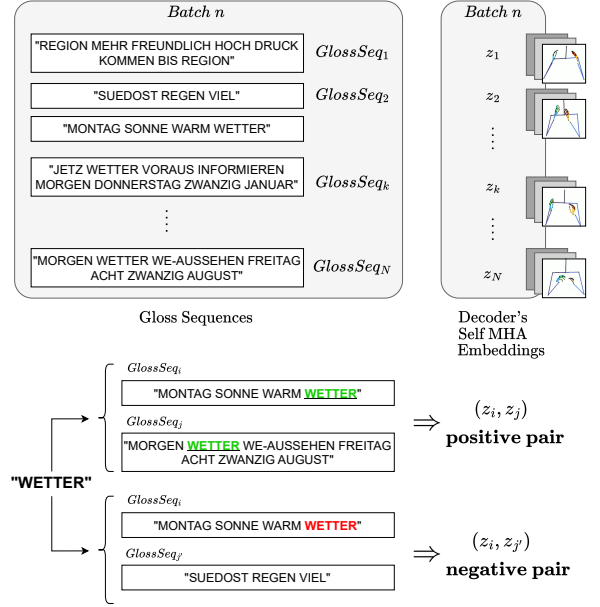 Batch n
"REGION MEHR FREUNDLICH HOCH DRUCK
KOMMEN BIS REGION"
GlossSeq₁
"SUEDOST REGEN VIEL"
GlossSeq₂
"MONTAG SONNE WARM WETTER"
"JETZ WETTER VORAUS INFORMIEREN
MORGEN DONNERSTAG ZWANZIG JANUAR"
GlossSeqₖ
"MORGEN WETTER WE-AUSSEHEN FREITAG
ACHT ZWANZIG AUGUST"
GlossSeq_N
Gloss Sequences
Batch n
z₁
z₂
zₖ
z_N
Decoder's
Self MHA
Embeddings
"WETTER"
GlossSeqᵢ
"MONTAG SONNE WARM WETTER"
GlossSeqⱼ
"MORGEN WETTER WE-AUSSEHEN FREITAG
ACHT ZWANZIG AUGUST"
⇒
(zᵢ, zⱼ)
positive pair
GlossSeqᵢ
"MONTAG SONNE WARM WETTER"
GlossSeqⱼ′
"SUEDOST REGEN VIEL"
⇒
(zᵢ, zⱼ′)
negative pair